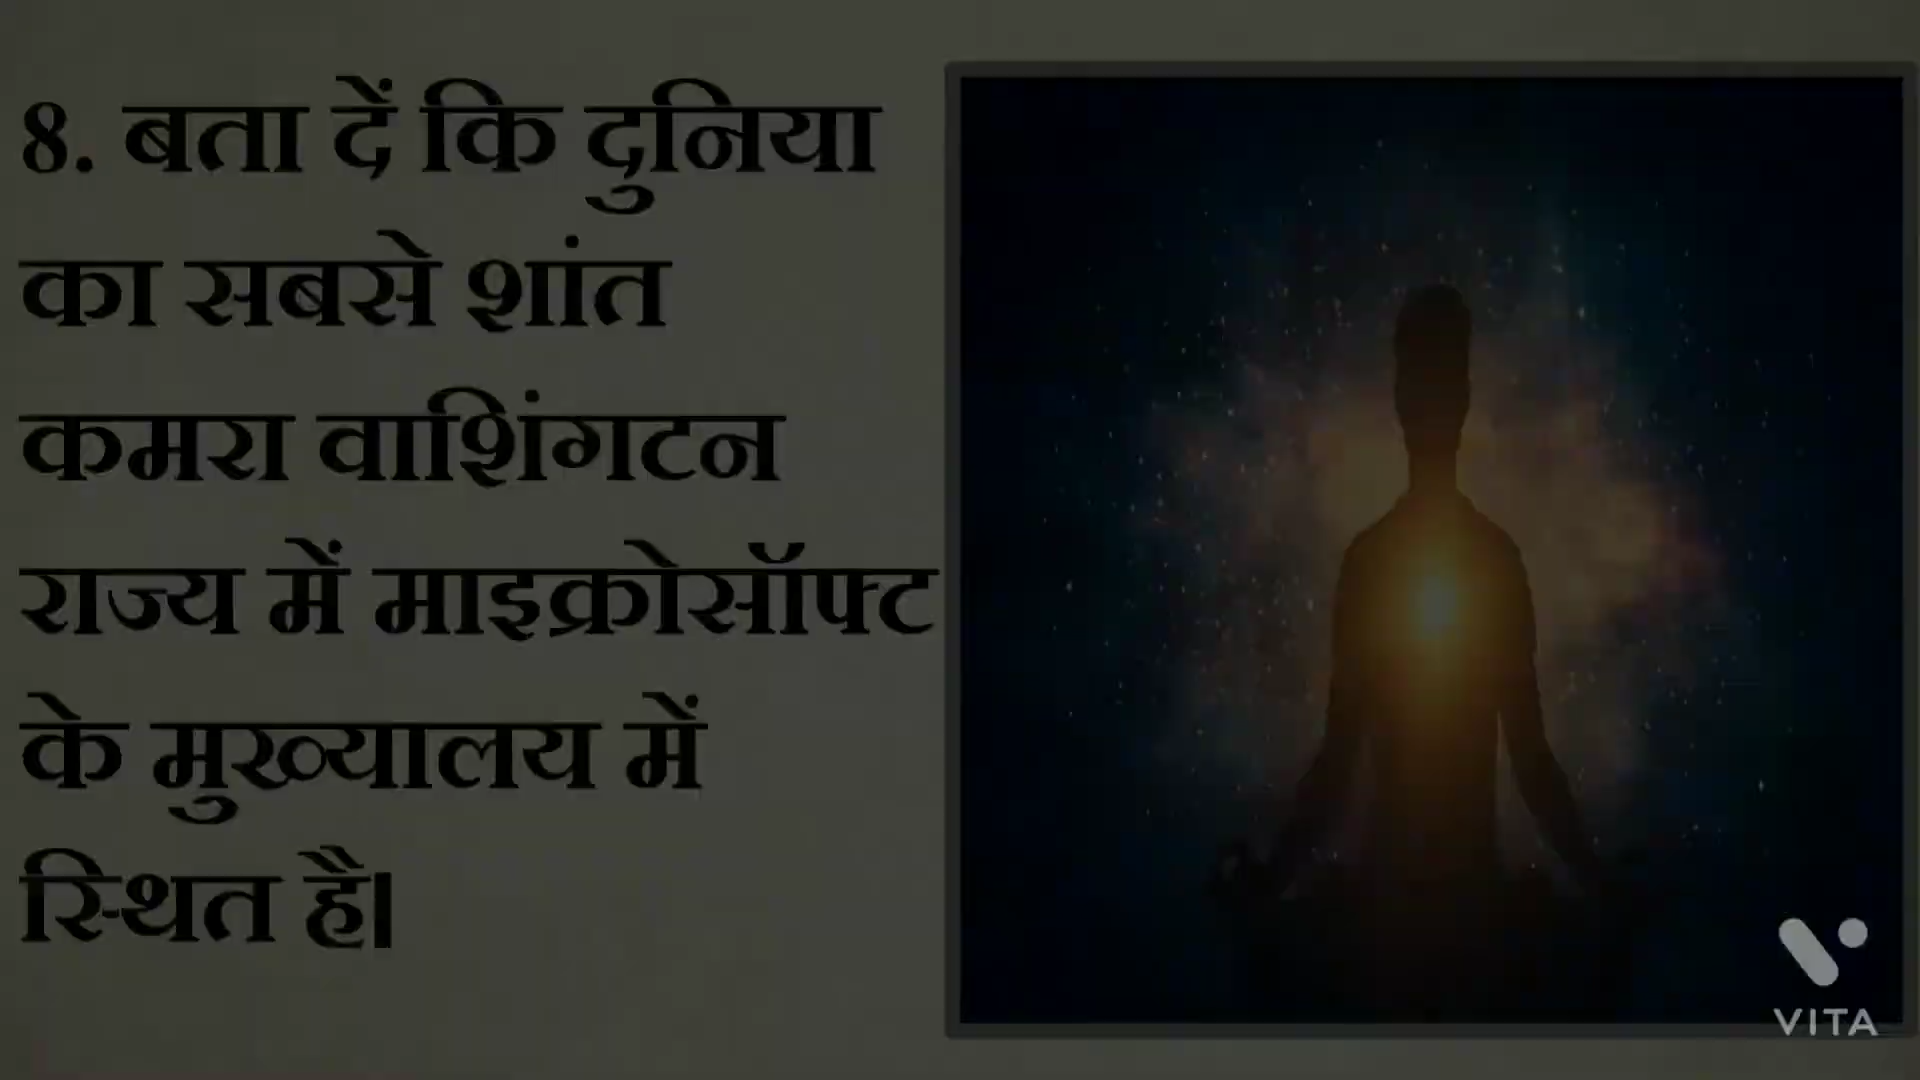 8. बता दें कि दुनिया
का सबसे शांत
कमरा वाशिंगटन
राज्य में माइक्रोसॉफ्ट
के मुख्यालय में
स्थित है।
VITA